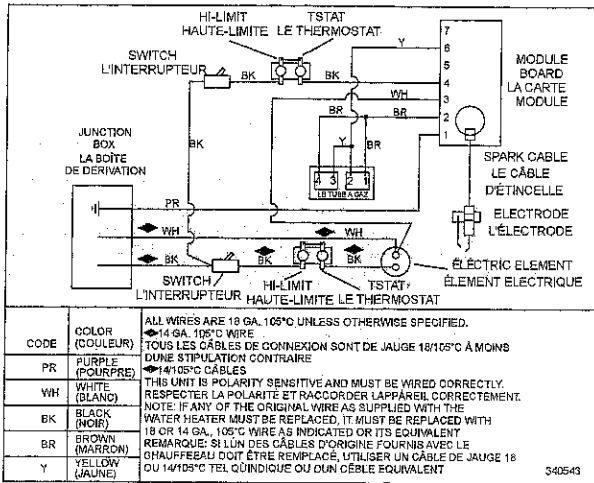 HI-LIMIT TSTAT
HAUTE-LIMITE LE THERMOSTAT
SWITCH
L'INTERRUPTEUR
BK
BK
Y
7
6
5
4
3
2
1
WH
BR
BR
MODULE
BOARD
LA CARTE
MODULE
JUNCTION
BOX
LA BOÎTE
DE DERIVATION
BK
Y
BR
4 3 2 1
LE TUBE A GAZ
SPARK CABLE
LE CÂBLE
D'ÉTINCELLE
ELECTRODE
L'ÉLECTRODE
PR
WH
WH
BK
BK
BK
SWITCH
L'INTERRUPTEUR
HI-LIMIT TSTAT/
HAUTE-LIMITE LE THERMOSTAT
ÉLECTRIC ELEMENT
ÉLEMENT ELECTRIQUE
CODE COLOR (COULEUR)
PR PURPLE (POURPRE)
WH WHITE (BLANC)
BK BLACK (NOIR)
BR BROWN (MARRON)
Y YELLOW (JAUNE)
ALL WIRES ARE 18 GA. 105°C UNLESS OTHERWISE SPECIFIED.
14 GA. 105°C WIRE
TOUS LES CÂBLES DE CONNEXION SONT DE JAUGE 18/105°C À MOINS
DUNE STIPULATION CONTRAIRE
14/105°C CÂBLES
THIS UNIT IS POLARITY SENSITIVE AND MUST BE WIRED CORRECTLY.
RESPECTER LA POLARITÉ ET RACCORDER LAPPAREIL CORRECTEMENT.
NOTE: IF ANY OF THE ORIGINAL WIRE AS SUPPLIED WITH THE
WATER HEATER MUST BE REPLACED, IT MUST BE REPLACED WITH
18 OR 14 GA., 105°C WIRE AS INDICATED OR ITS EQUIVALENT
REMARQUE: SI LÚN DES CÂBLES D'ORIGINE FOURNIS AVEC LE
CHAUFFEEAU DOIT ÊTRE REMPLACÉ, UTILISER UN CÂBLE DE JAUGE 18
OU 14/105°C TEL QÚINDIQUE OU DUN CÊBLE EQUIVALENT
340543